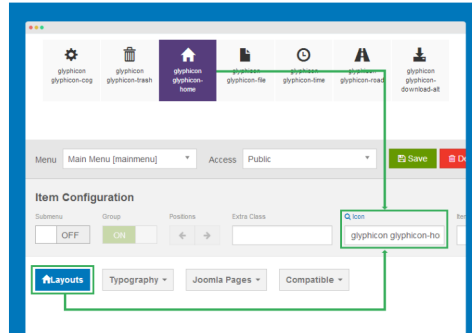 glyphicon glyphicon glyphicon glyphicon glyphicon glyphicon glyphicon
glyphicon-cog glyphicon-trash glyphicon- glyphicon-file glyphicon-time glyphicon-road glyphicon-
home download-alt
Menu Main Menu [mainmenu] Access Public Save De
Item Configuration
Submenu Group Positions Extra Class Icon Iter
OFF ON glyphicon glyphicon-ho
Layouts Typography Joomla Pages Compatible